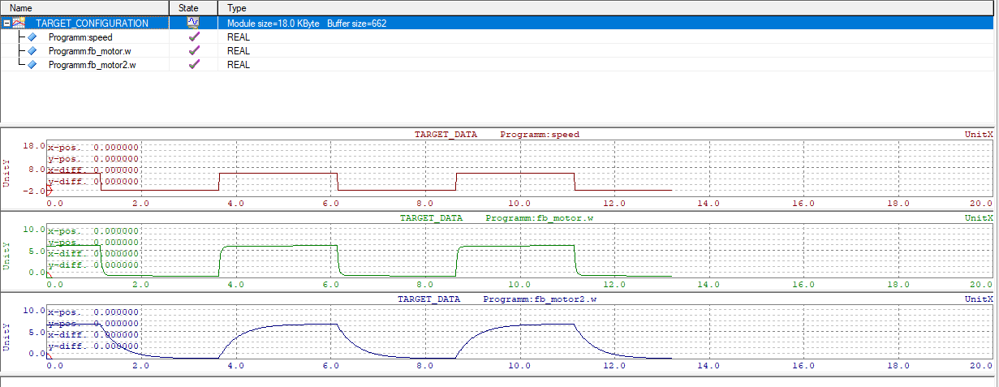 Name State Type
TARGET_CONFIGURATION Module size=18.0 KByte Buffer size=662
Programm:speed REAL
Programm:fb_motor.w REAL
Programm:fb_motor2.w REAL
TARGET_DATA Programm:speed UnitX
UnitY
18.0 x-pos. 0.000000
y-pos. 0.000000
8.0 x-diff. 0.000000
y-diff. 0.000000
-2.0
0.0 2.0 4.0 6.0 8.0 10.0 12.0 14.0 16.0 18.0 20.0
TARGET_DATA Programm:fb_motor.w UnitX
UnitY
10.0 x-pos. 0.000000
y-pos. 0.000000
5.0 x-diff. 0.000000
y-diff. 0.000000
0.0
0.0 2.0 4.0 6.0 8.0 10.0 12.0 14.0 16.0 18.0 20.0
TARGET_DATA Programm:fb_motor2.w UnitX
UnitY
10.0 x-pos. 0.000000
y-pos. 0.000000
5.0 x-diff. 0.000000
y-diff. 0.000000
0.0
0.0 2.0 4.0 6.0 8.0 10.0 12.0 14.0 16.0 18.0 20.0